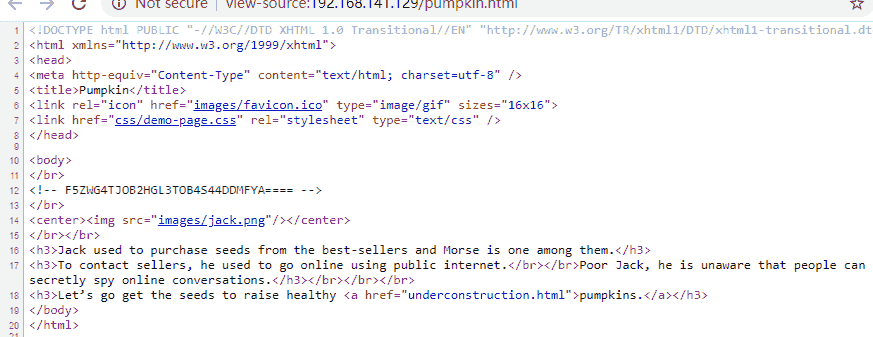 Not secure | view-source:192.168.141.129/pumpkin.html
1 <!DOCTYPE html PUBLIC "-//W3C//DTD XHTML 1.0 Transitional//EN" "http://www.w3.org/TR/xhtml1/DTD/xhtml1-transitional.dt
2 <html xmlns="http://www.w3.org/1999/xhtml">
3 <head>
4 <meta http-equiv="Content-Type" content="text/html; charset=utf-8" />
5 <title>Pumpkin</title>
6 <link rel="icon" href="images/favicon.ico" type="image/gif" sizes="16x16">
7 <link href="css/demo-page.css" rel="stylesheet" type="text/css" />
8 </head>
9
10 <body>
11 </br>
12 <!-- F5ZWG4TJOB2HGL3TOB4S44DDMFYA==== -->
13 </br>
14 <center><img src="images/jack.png"/></center>
15 </br></br>
16 <h3>Jack used to purchase seeds from the best-sellers and Morse is one among them.</h3>
17 <h3>To contact sellers, he used to go online using public internet.</br></br>Poor Jack, he is unaware that people can
secretly spy online conversations.</h3></br></br></br>
18 <h3>Let’s go get the seeds to raise healthy <a href="underconstruction.html">pumpkins.</a></h3>
19 </body>
20 </html>
21